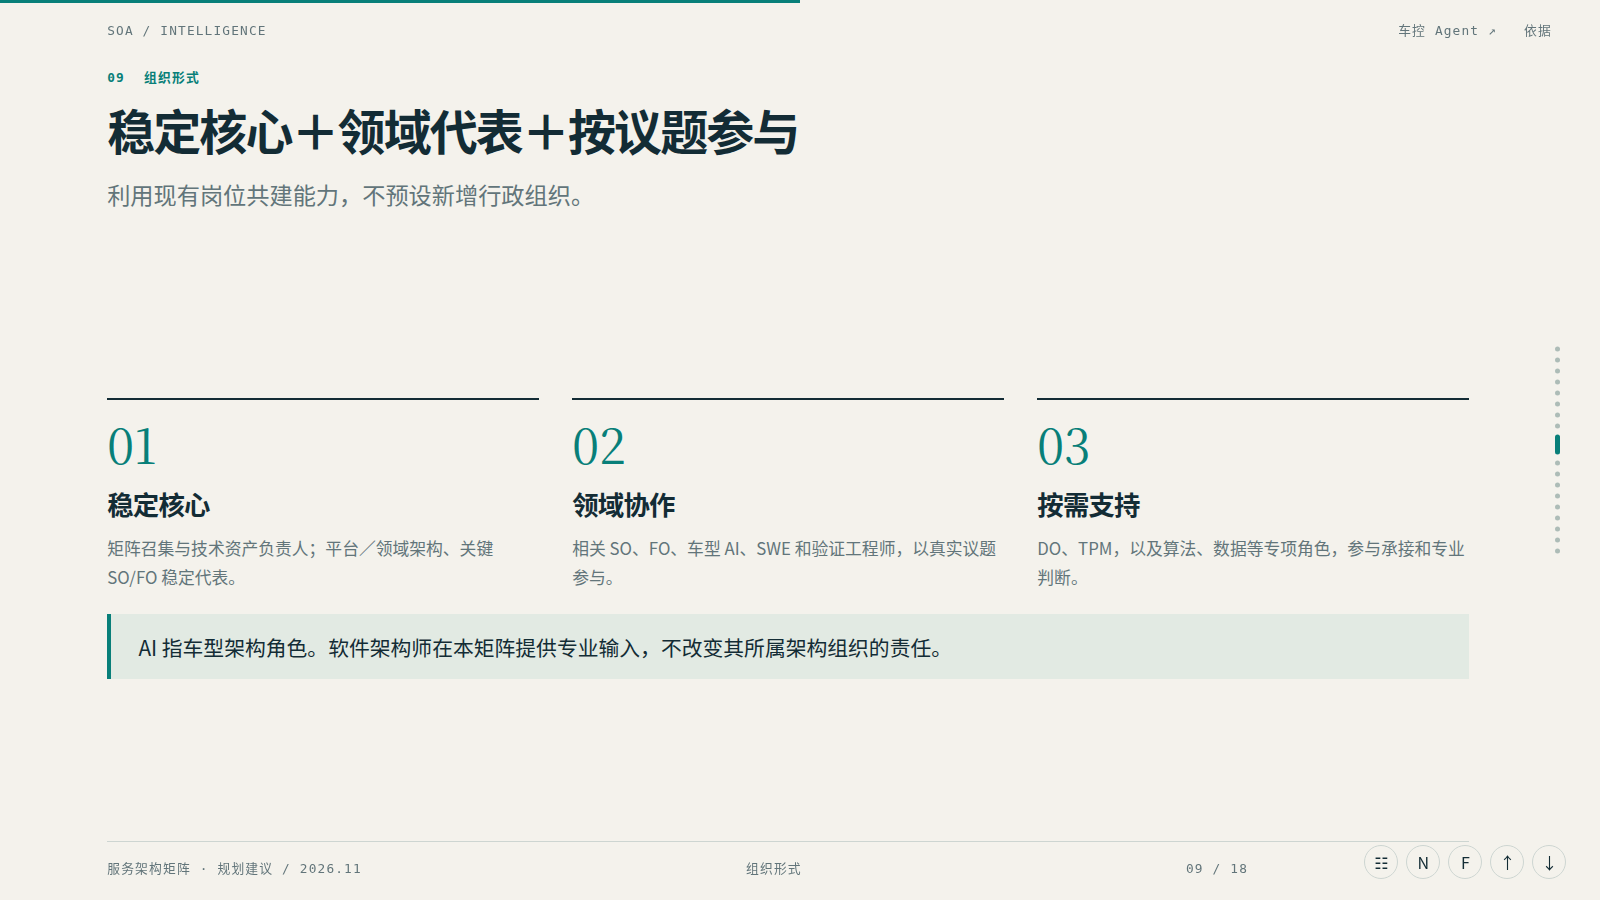 SOA / INTELLIGENCE
车控 Agent ↗ 依据
09 组织形式
稳定核心＋领域代表＋按议题参与
利用现有岗位共建能力，不预设新增行政组织。
01
稳定核心
矩阵召集与技术资产负责人；平台／领域架构、关键
SO/FO 稳定代表。
02
领域协作
相关 SO、FO、车型 AI、SWE 和验证工程师，以真实议题
参与。
03
按需支持
DO、TPM，以及算法、数据等专项角色，参与承接和专业
判断。
AI 指车型架构角色。软件架构师在本矩阵提供专业输入，不改变其所属架构组织的责任。
服务架构矩阵 · 规划建议 / 2026.11
组织形式
09 / 18
☷ N F ↑ ↓